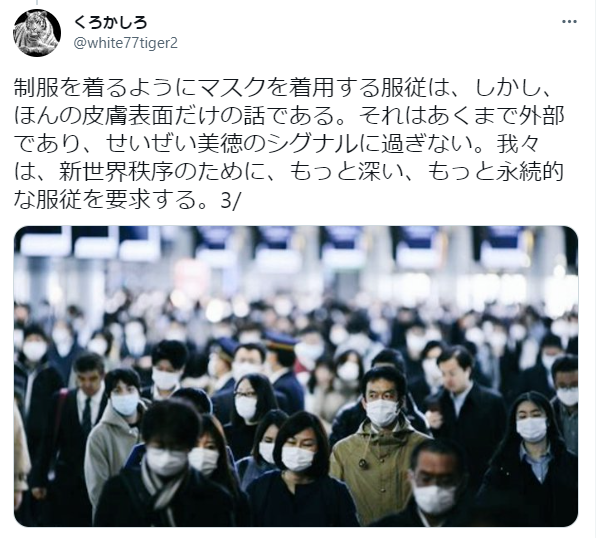 くろかしろ
@white77tiger2
制服を着るようにマスクを着用する服従は、しかし、
ほんの皮膚表面だけの話である。それはあくまで外部
であり、せいぜい美徳のシグナルに過ぎない。我々
は、新世界秩序のために、もっと深い、もっと永続的
な服従を要求する。3/